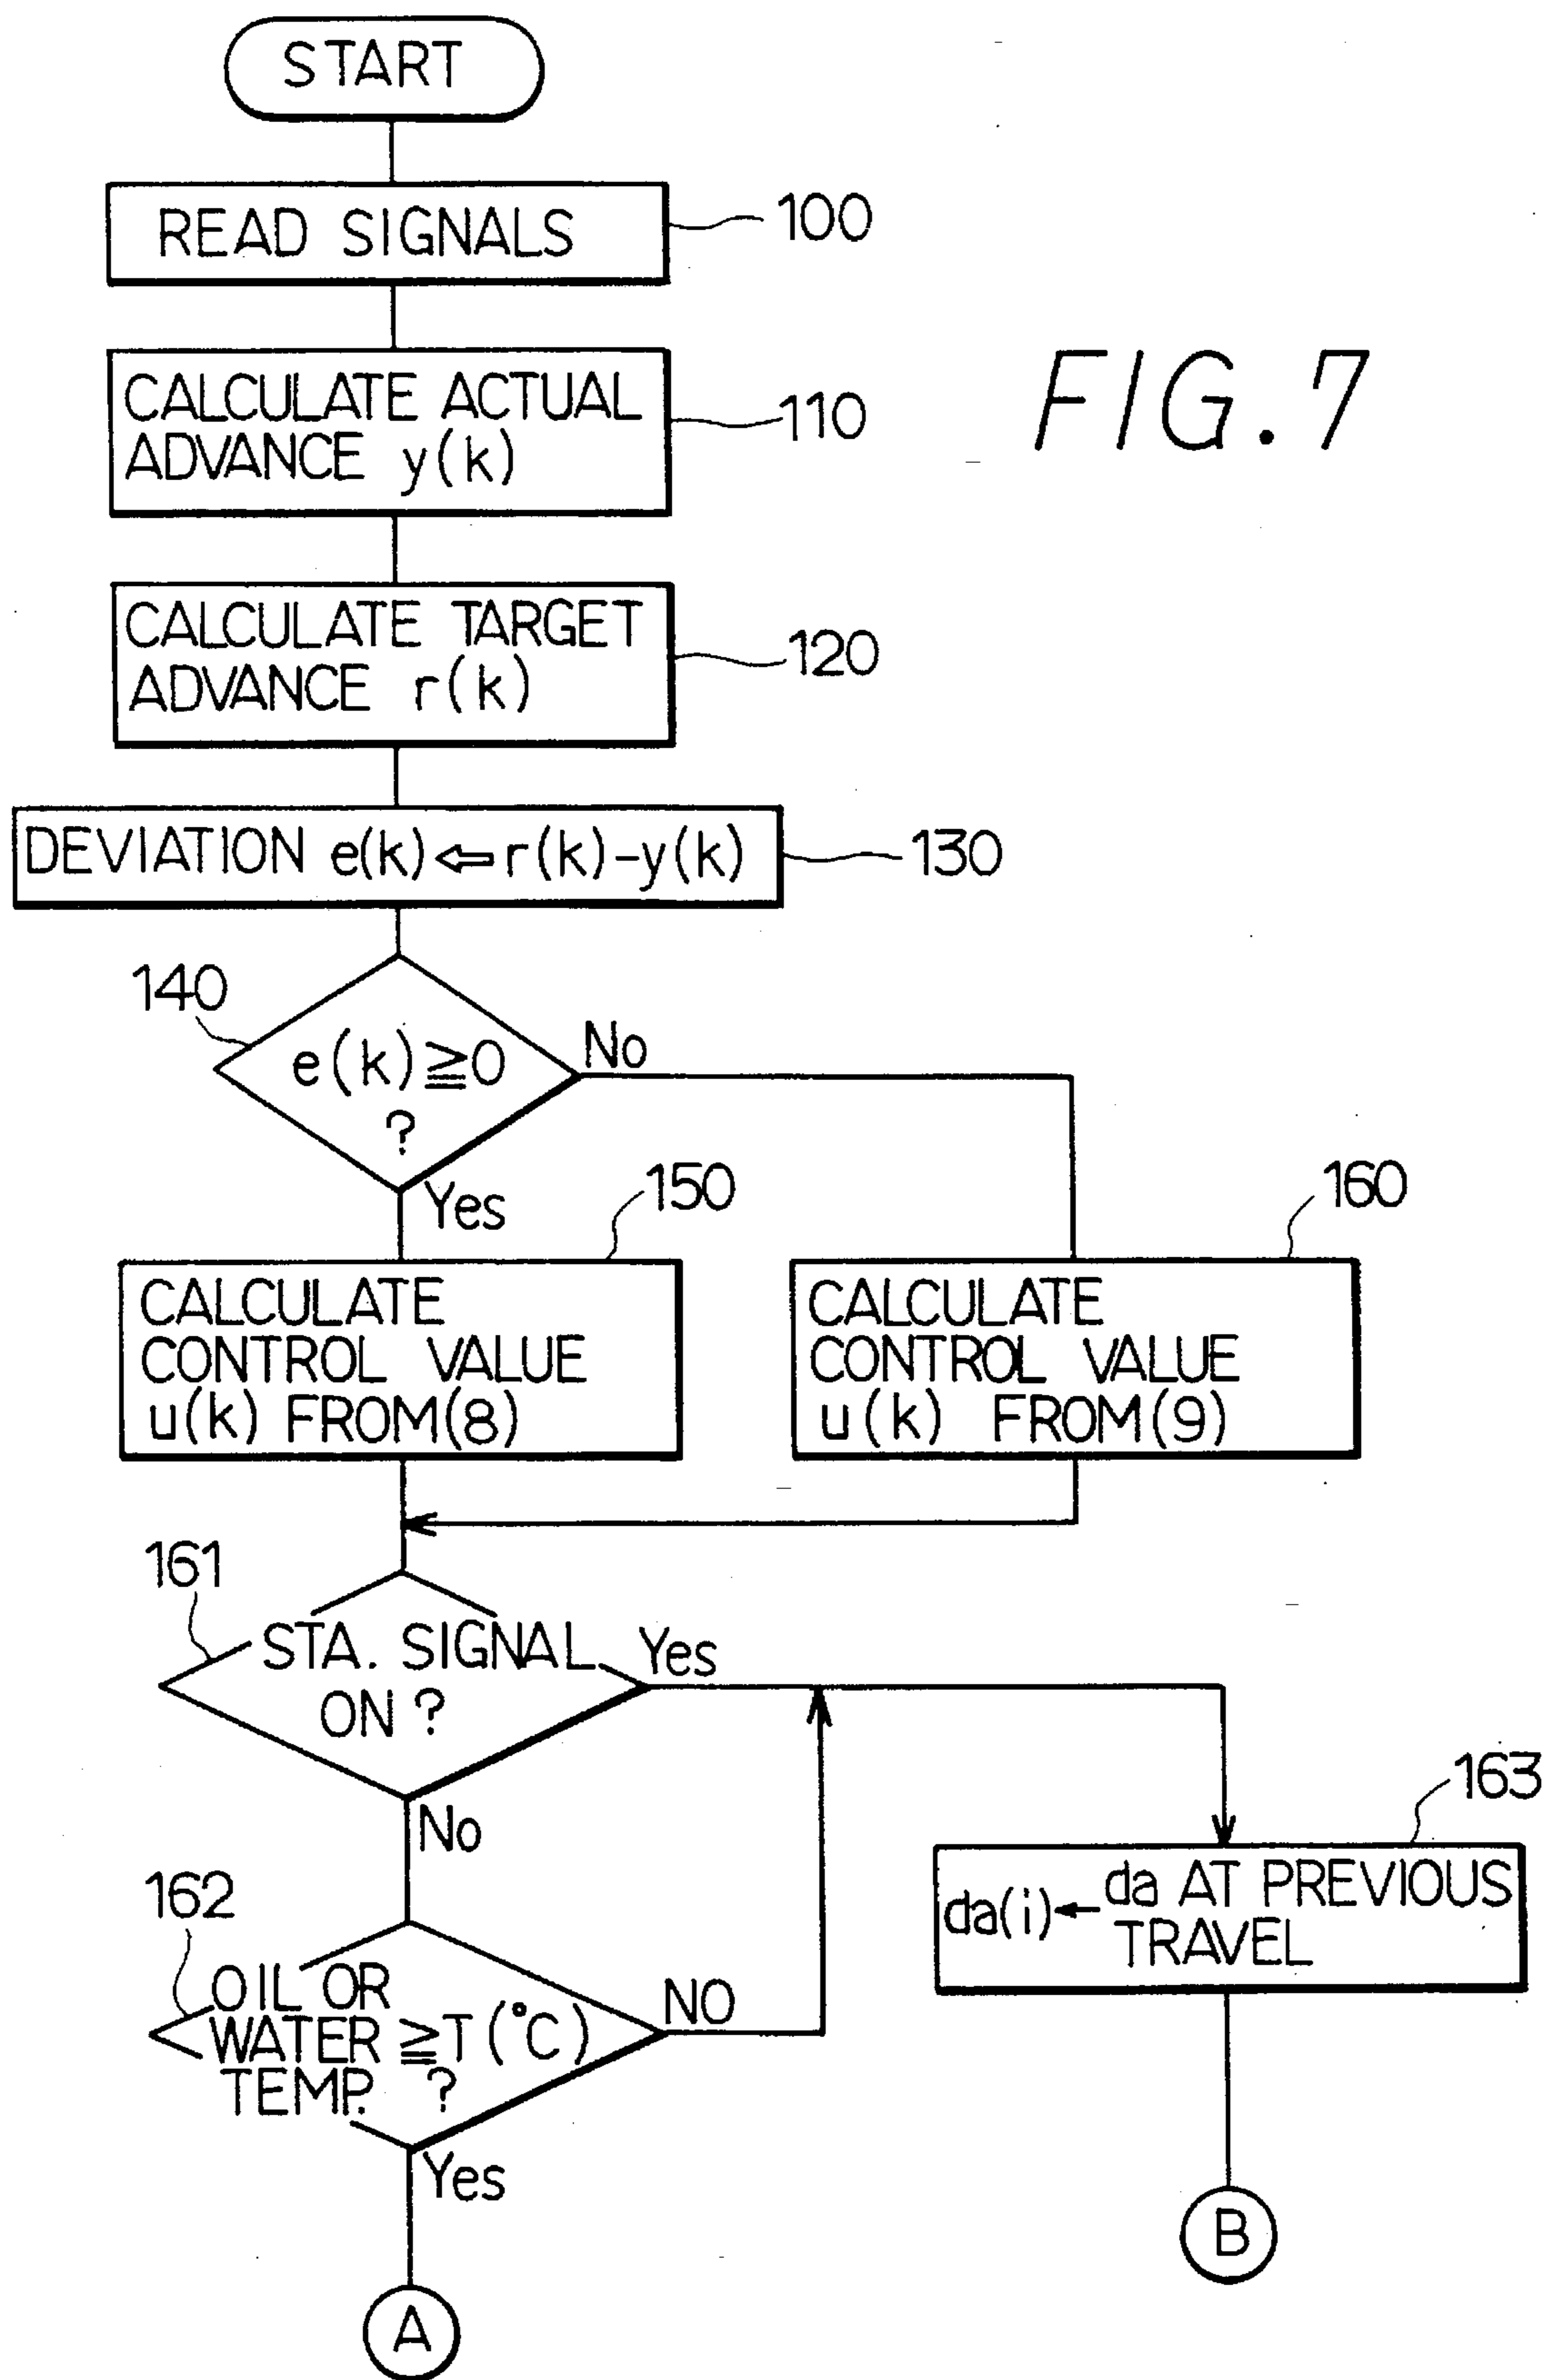 START
READ SIGNALS
100
CALCULATE ACTUAL
ADVANCE y(k)
110
FIG. 7
CALCULATE TARGET
ADVANCE r(k)
120
DEVIATION e(k)⇐r(k)-y(k)
130
140
e(k)≧0
?
No
Yes
150
160
CALCULATE
CONTROL VALUE
u(k) FROM(8)
CALCULATE
CONTROL VALUE
u(k) FROM(9)
161
STA. SIGNAL
ON ?
Yes
No
163
da(i)←da AT PREVIOUS
TRAVEL
162
OIL OR
WATER ≧T(°C)
TEMP. ?
NO
Yes
B
A